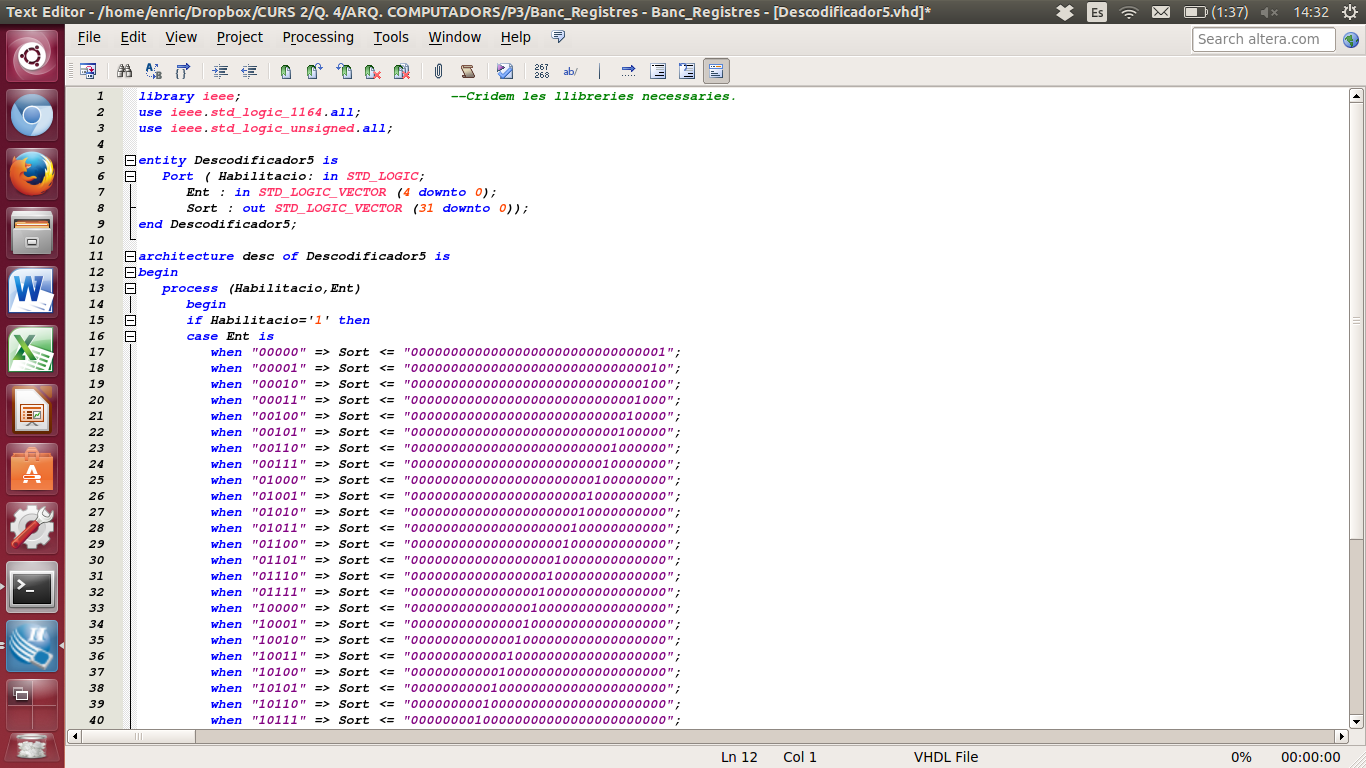 Text Editor - /home/enric/Dropbox/CURS 2/Q. 4/ARQ. COMPUTADORS/P3/Banc_Registres - Banc_Registres - [Descodificador5.vhd]*
Es (1:37) 14:32
File Edit View Project Processing Tools Window Help
Search altera.com
267 268 ab/
1 library ieee; --Cridem les llibreries necessaries.
2 use ieee.std_logic_1164.all;
3 use ieee.std_logic_unsigned.all;
4
5 entity Descodificador5 is
6 Port ( Habilitacio: in STD_LOGIC;
7 Ent : in STD_LOGIC_VECTOR (4 downto 0);
8 Sort : out STD_LOGIC_VECTOR (31 downto 0));
9 end Descodificador5;
10
11 architecture desc of Descodificador5 is
12 begin
13 process (Habilitacio,Ent)
14 begin
15 if Habilitacio='1' then
16 case Ent is
17 when "00000" => Sort <= "00000000000000000000000000000001";
18 when "00001" => Sort <= "00000000000000000000000000000010";
19 when "00010" => Sort <= "00000000000000000000000000000100";
20 when "00011" => Sort <= "00000000000000000000000000001000";
21 when "00100" => Sort <= "00000000000000000000000000010000";
22 when "00101" => Sort <= "00000000000000000000000000100000";
23 when "00110" => Sort <= "00000000000000000000000001000000";
24 when "00111" => Sort <= "00000000000000000000000010000000";
25 when "01000" => Sort <= "00000000000000000000000100000000";
26 when "01001" => Sort <= "00000000000000000000001000000000";
27 when "01010" => Sort <= "00000000000000000000010000000000";
28 when "01011" => Sort <= "00000000000000000000100000000000";
29 when "01100" => Sort <= "00000000000000000001000000000000";
30 when "01101" => Sort <= "00000000000000000010000000000000";
31 when "01110" => Sort <= "00000000000000000100000000000000";
32 when "01111" => Sort <= "00000000000000001000000000000000";
33 when "10000" => Sort <= "00000000000000010000000000000000";
34 when "10001" => Sort <= "00000000000000100000000000000000";
35 when "10010" => Sort <= "00000000000001000000000000000000";
36 when "10011" => Sort <= "00000000000010000000000000000000";
37 when "10100" => Sort <= "00000000000100000000000000000000";
38 when "10101" => Sort <= "00000000001000000000000000000000";
39 when "10110" => Sort <= "00000000010000000000000000000000";
40 when "10111" => Sort <= "00000000100000000000000000000000";
Ln 12 Col 1 VHDL File 0% 00:00:00